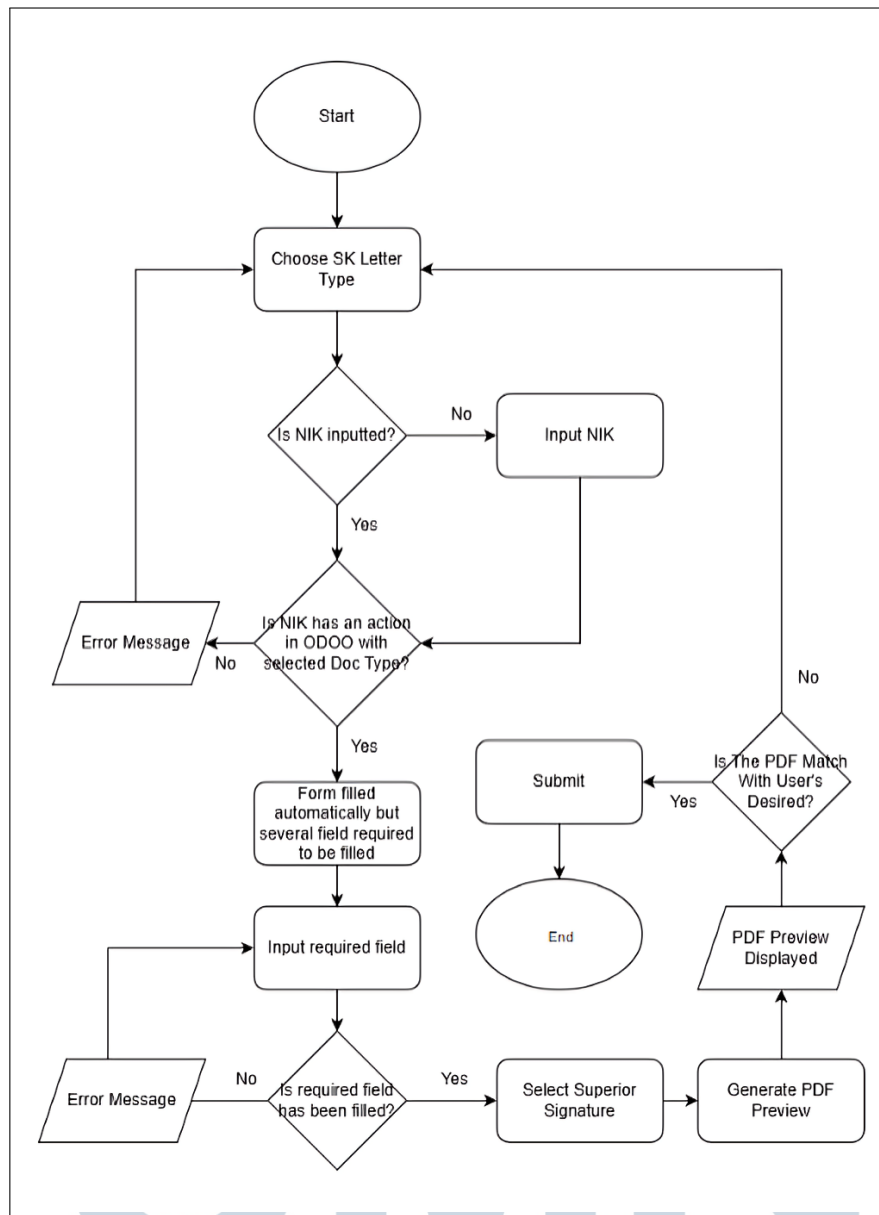 Start
Choose SK Letter
Type
Is NIK inputted?
No
Input NIK
Yes
Is NIK has an action
in ODOO with
selected Doc Type?
No
Error Message
Yes
Form filled
automatically but
several field required
to be filled
Input required field
Is required field
has been filled?
No
Error Message
Yes
Select Superior
Signature
Generate PDF
Preview
PDF Preview
Displayed
Is The PDF Match
With User's
Desired?
No
Yes
Submit
End